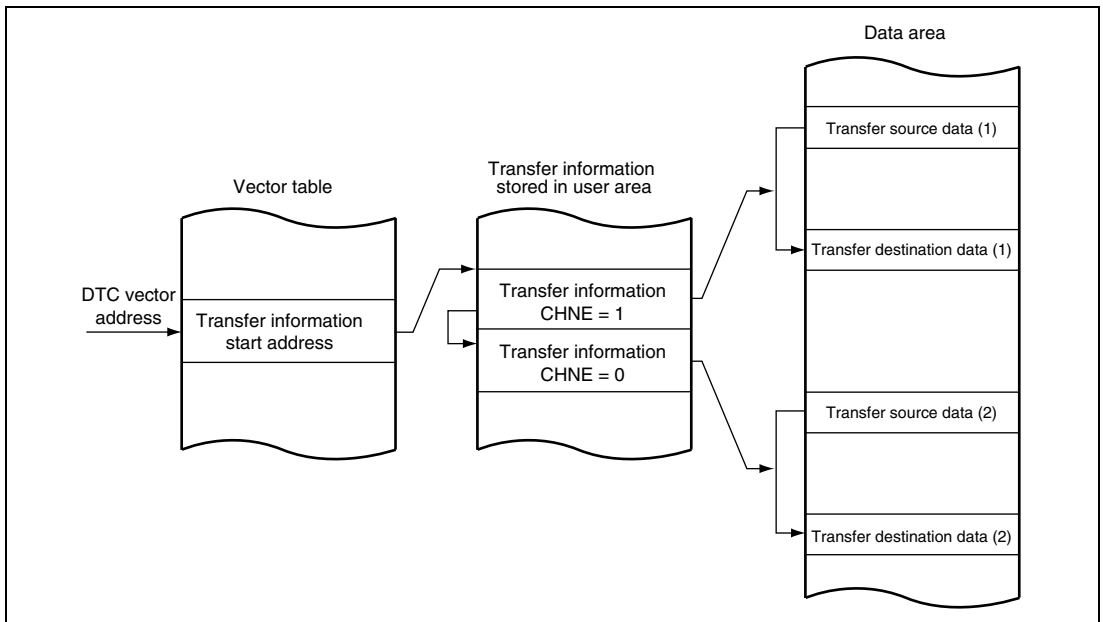 DTC vector
address
Vector table
Transfer information
start address
Transfer information
stored in user area
Transfer information
CHNE = 1
Transfer information
CHNE = 0
Data area
Transfer source data (1)
Transfer destination data (1)
Transfer source data (2)
Transfer destination data (2)